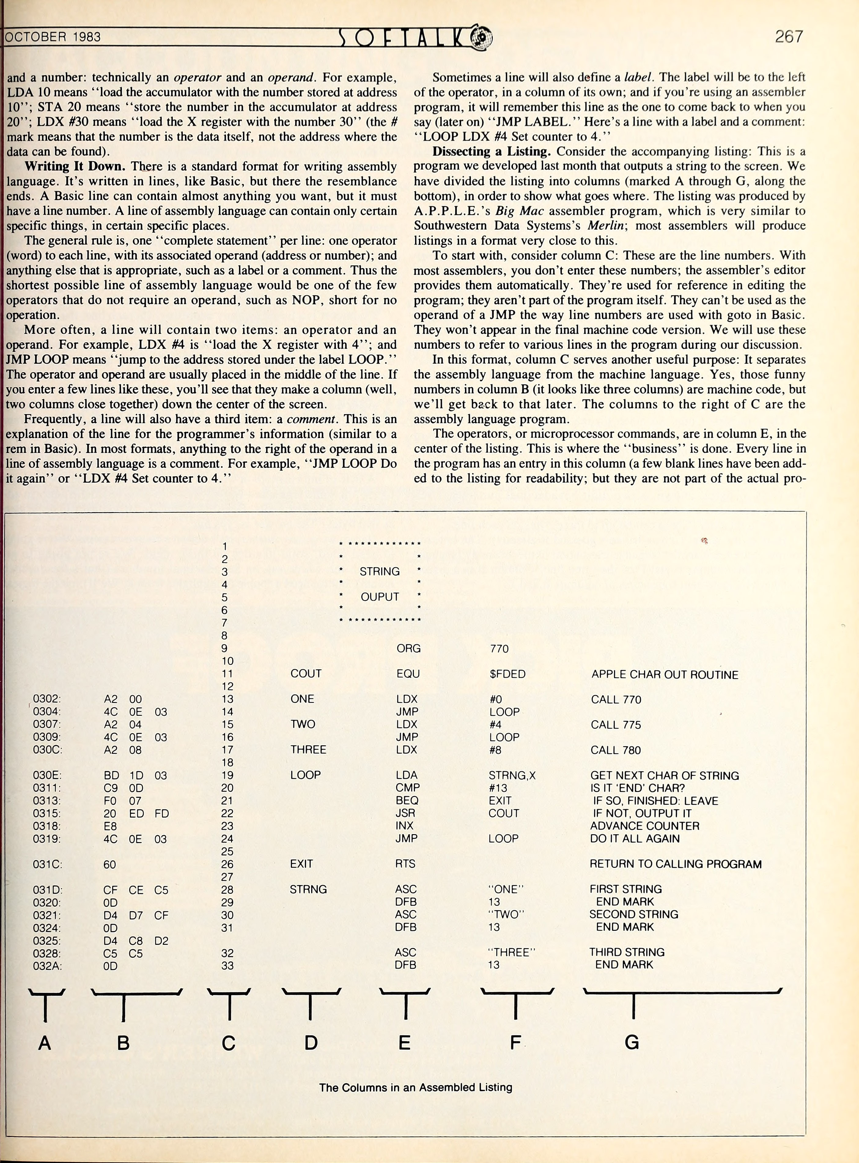 OCTOBER 1983
SOFTALK
267
and a number: technically an operator and an operand. For example,
LDA 10 means ‘‘load the accumulator with the number stored at address
10’’; STA 20 means ‘‘store the number in the accumulator at address
20’’; LDX #30 means ‘‘load the X register with the number 30’’ (the #
mark means that the number is the data itself, not the address where the
data can be found).
Writing It Down. There is a standard format for writing assembly
language. It's written in lines, like Basic, but there the resemblance
ends. A Basic line can contain almost anything you want, but it must
have a line number. A line of assembly language can contain only certain
specific things, in certain specific places.
The general rule is, one ‘‘complete statement’’ per line: one operator
(word) to each line, with its associated operand (address or number); and
anything else that is appropriate, such as a label or a comment. Thus the
shortest possible line of assembly language would be one of the few
operators that do not require an operand, such as NOP, short for no
operation.
More often, a line will contain two items: an operator and an
operand. For example, LDX #4 is ‘‘load the X register with 4’’; and
JMP LOOP means ‘‘jump to the address stored under the label LOOP.’’
The operator and operand are usually placed in the middle of the line. If
you enter a few lines like these, you'll see that they make a column (well,
two columns close together) down the center of the screen.
Frequently, a line will also have a third item: a comment. This is an
explanation of the line for the programmer's information (similar to a
rem in Basic). In most formats, anything to the right of the operand in a
line of assembly language is a comment. For example, ‘‘JMP LOOP Do
it again’’ or ‘‘LDX #4 Set counter to 4.’’
Sometimes a line will also define a label. The label will be to the left
of the operator, in a column of its own; and if you're using an assembler
program, it will remember this line as the one to come back to when you
say (later on) ‘‘JMP LABEL.’’ Here's a line with a label and a comment:
‘‘LOOP LDX #4 Set counter to 4.’’
Dissecting a Listing. Consider the accompanying listing: This is a
program we developed last month that outputs a string to the screen. We
have divided the listing into columns (marked A through G, along the
bottom), in order to show what goes where. The listing was produced by
A.P.P.L.E.'s Big Mac assembler program, which is very similar to
Southwestern Data Systems's Merlin; most assemblers will produce
listings in a format very close to this.
To start with, consider column C: These are the line numbers. With
most assemblers, you don't enter these numbers; the assembler's editor
provides them automatically. They're used for reference in editing the
program; they aren't part of the program itself. They can't be used as the
operand of a JMP the way line numbers are used with goto in Basic.
They won't appear in the final machine code version. We will use these
numbers to refer to various lines in the program during our discussion.
In this format, column C serves another useful purpose: It separates
the assembly language from the machine language. Yes, those funny
numbers in column B (it looks like three columns) are machine code, but
we'll get back to that later. The columns to the right of C are the
assembly language program.
The operators, or microprocessor commands, are in column E, in the
center of the listing. This is where the ‘‘business’’ is done. Every line in
the program has an entry in this column (a few blank lines have been add-
ed to the listing for readability; but they are not part of the actual pro-
1 * * * * * * * * * * * *
2 * *
3 * STRING *
4 * *
5 * OUPUT *
6 * *
7 * * * * * * * * * * * *
8
9 ORG 770
10
11 COUT EQU $FDED APPLE CHAR OUT ROUTINE
12
0302: A2 00 13 ONE LDX #0 CALL 770
0304: 4C 0E 03 14 JMP LOOP
0307: A2 04 15 TWO LDX #4 CALL 775
0309: 4C 0E 03 16 JMP LOOP
030C: A2 08 17 THREE LDX #8 CALL 780
18
030E: BD 1D 03 19 LOOP LDA STRNG,X GET NEXT CHAR OF STRING
0311: C9 0D 20 CMP #13 IS IT 'END' CHAR?
0313: F0 07 21 BEQ EXIT IF SO, FINISHED: LEAVE
0315: 20 ED FD 22 JSR COUT IF NOT, OUTPUT IT
0318: E8 23 INX ADVANCE COUNTER
0319: 4C 0E 03 24 JMP LOOP DO IT ALL AGAIN
25
031C: 60 26 EXIT RTS RETURN TO CALLING PROGRAM
27
031D: CF CE C5 28 STRNG ASC ‘‘ONE’’ FIRST STRING
0320: 0D 29 DFB 13 END MARK
0321: D4 D7 CF 30 ASC ‘‘TWO’’ SECOND STRING
0324: 0D 31 DFB 13 END MARK
0325: D4 C8 D2
0328: C5 C5 32 ASC ‘‘THREE’’ THIRD STRING
032A: 0D 33 DFB 13 END MARK
A B C D E F G
The Columns in an Assembled Listing